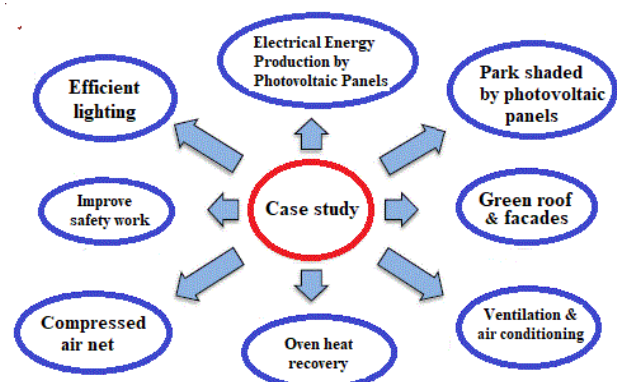 Electrical Energy
Production by
Photovoltaic Panels
Efficient
lighting
Park shaded
by photovoltaic
panels
Improve
safety work
Case study
Green roof
& facades
Compressed
air net
Oven heat
recovery
Ventilation &
air conditioning